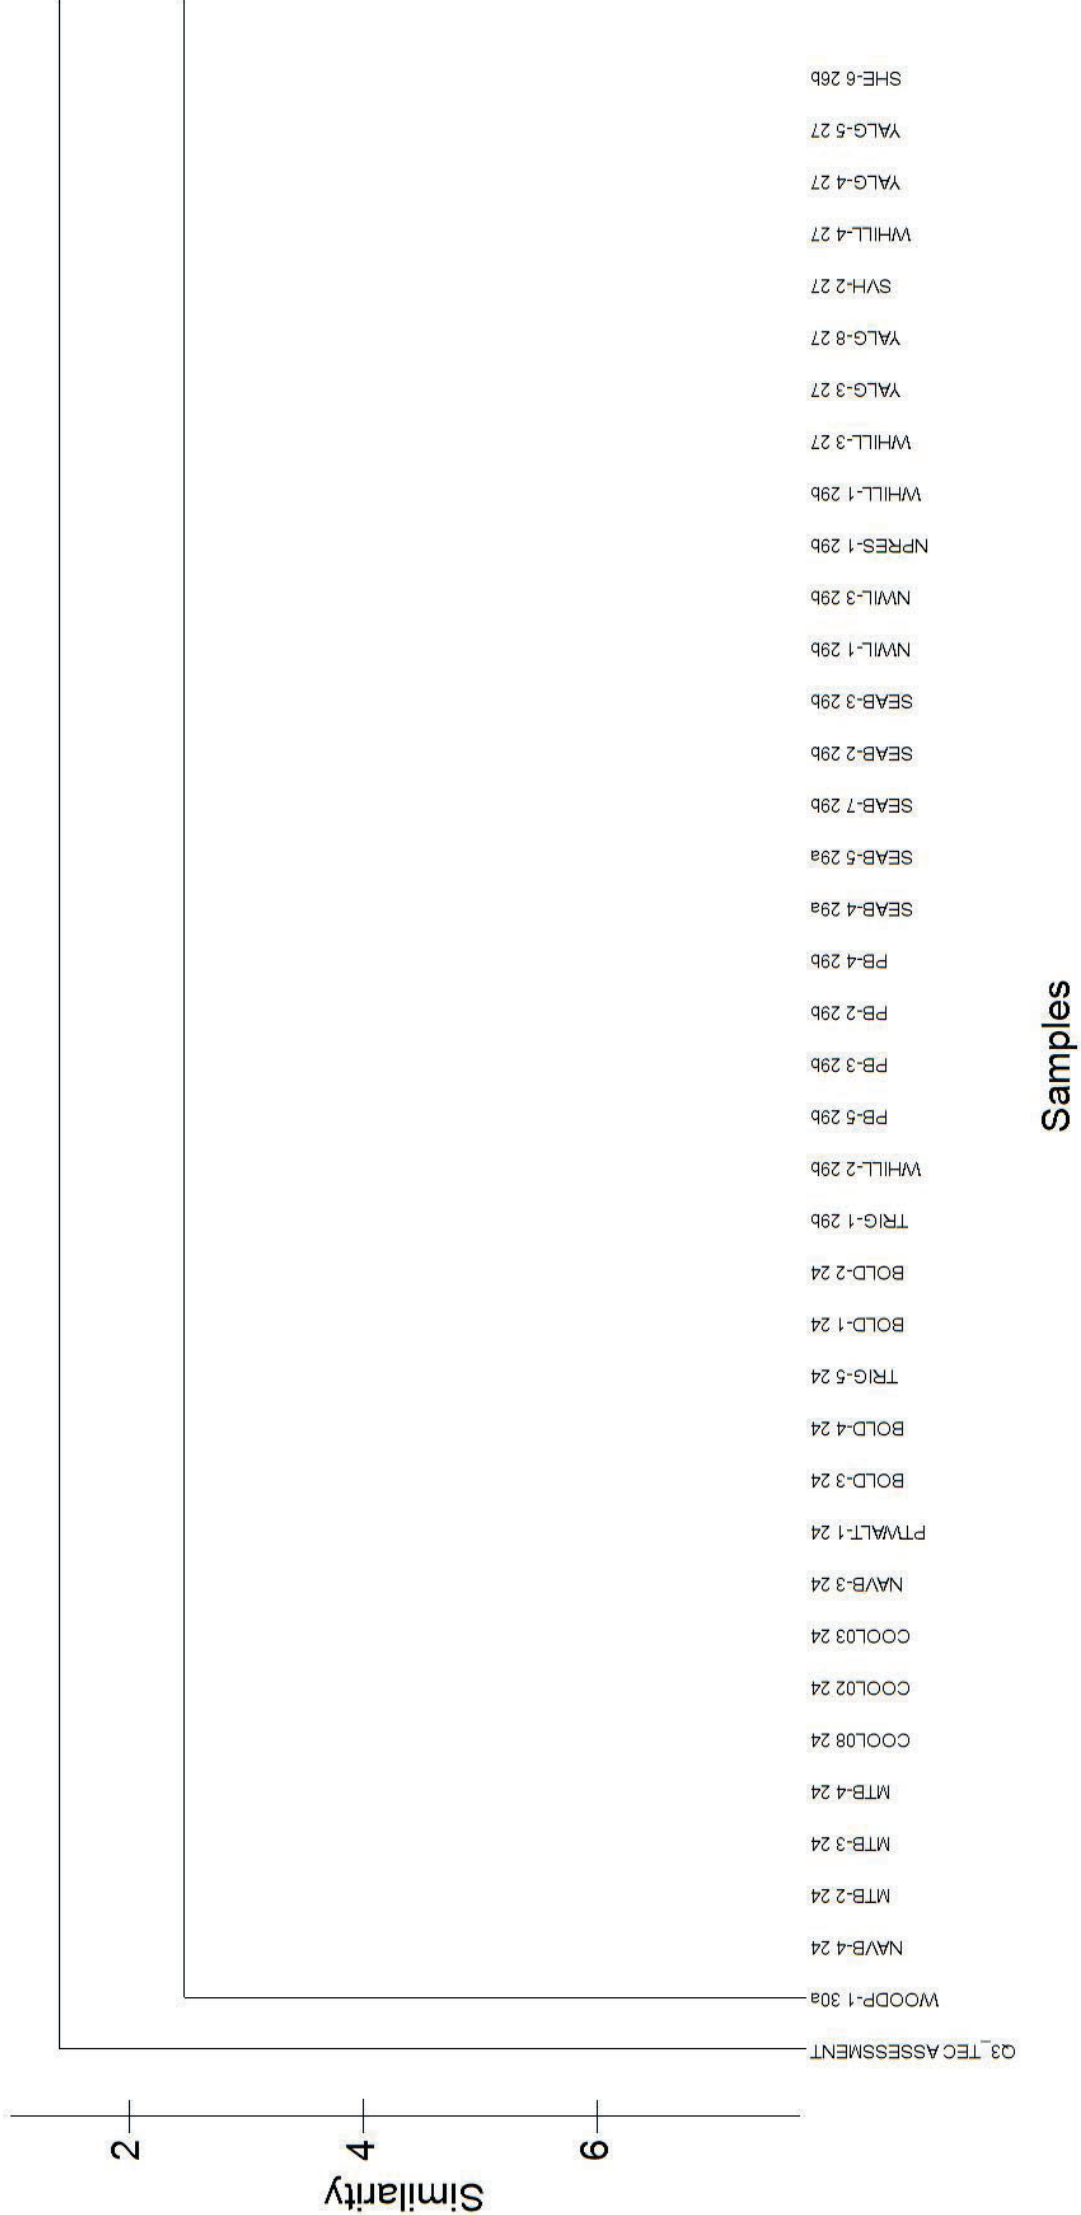 SHE-6 26b
YALG-5 27
YALG-4 27
WHILL-4 27
SVH-2 27
YALG-8 27
YALG-3 27
WHILL-3 27
WHILL-1 29b
NPRES-1 29b
NWIL-3 29b
NWIL-1 29b
SEAB-3 29b
SEAB-2 29b
SEAB-7 29b
SEAB-5 29a
SEAB-4 29a
PB-4 29b
PB-2 29b
PB-3 29b
PB-5 29b
WHILL-2 29b
TRIG-1 29b
BOLD-2 24
BOLD-1 24
TRIG-5 24
BOLD-4 24
BOLD-3 24
PTWALT-1 24
NAVB-3 24
COOL03 24
COOL02 24
COOL08 24
MTB-4 24
MTB-3 24
MTB-2 24
NAVB-4 24
WOODP-1 30a
Q3_TEC ASSESSMENT
Samples
2
4
6
Similarity